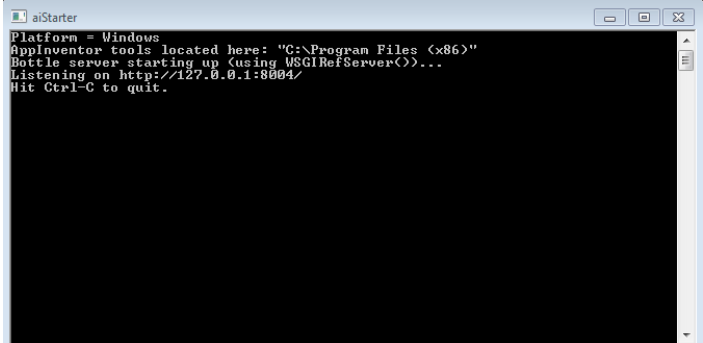 aiStarter
Platform = Windows
AppInventor tools located here: "C:\Program Files (x86)"
Bottle server starting up (using WSGIRefServer())...
Listening on http://127.0.0.1:8004/
Hit Ctrl-C to quit.